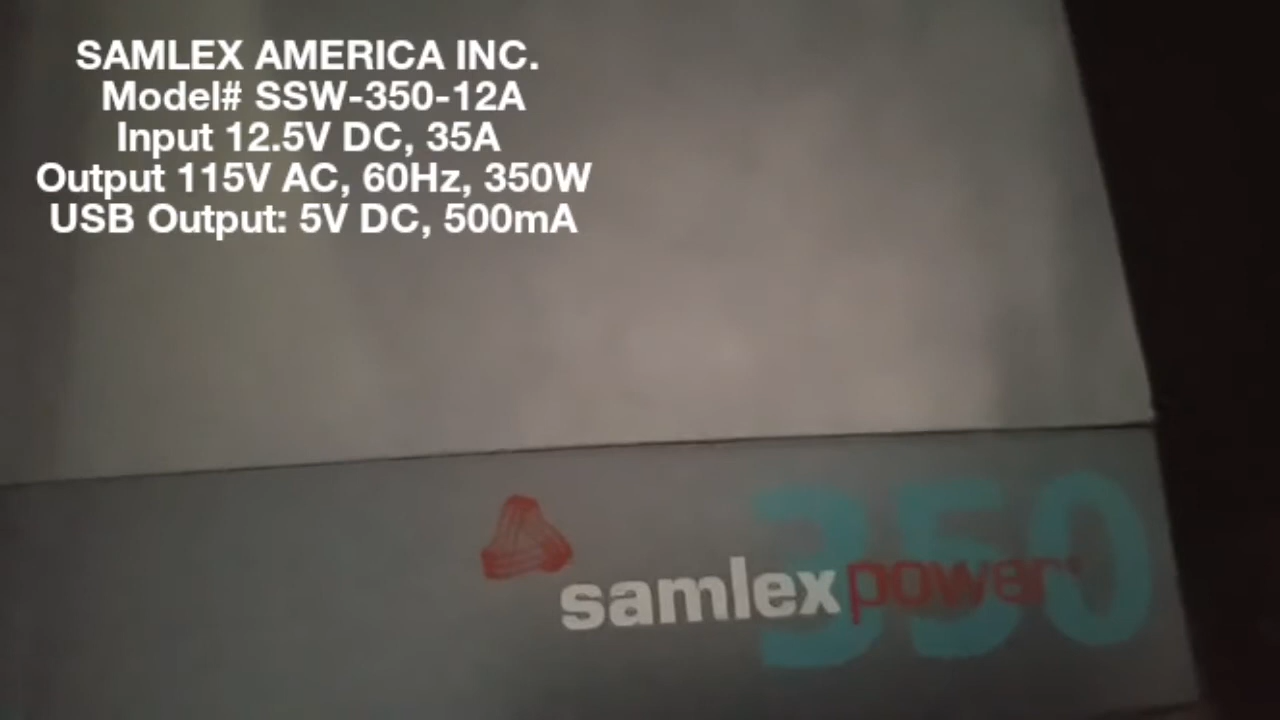 SAMLEX AMERICA INC.
Model# SSW-350-12A
Input 12.5V DC, 35A
Output 115V AC, 60Hz, 350W
USB Output: 5V DC, 500mA
350
samlexpower®